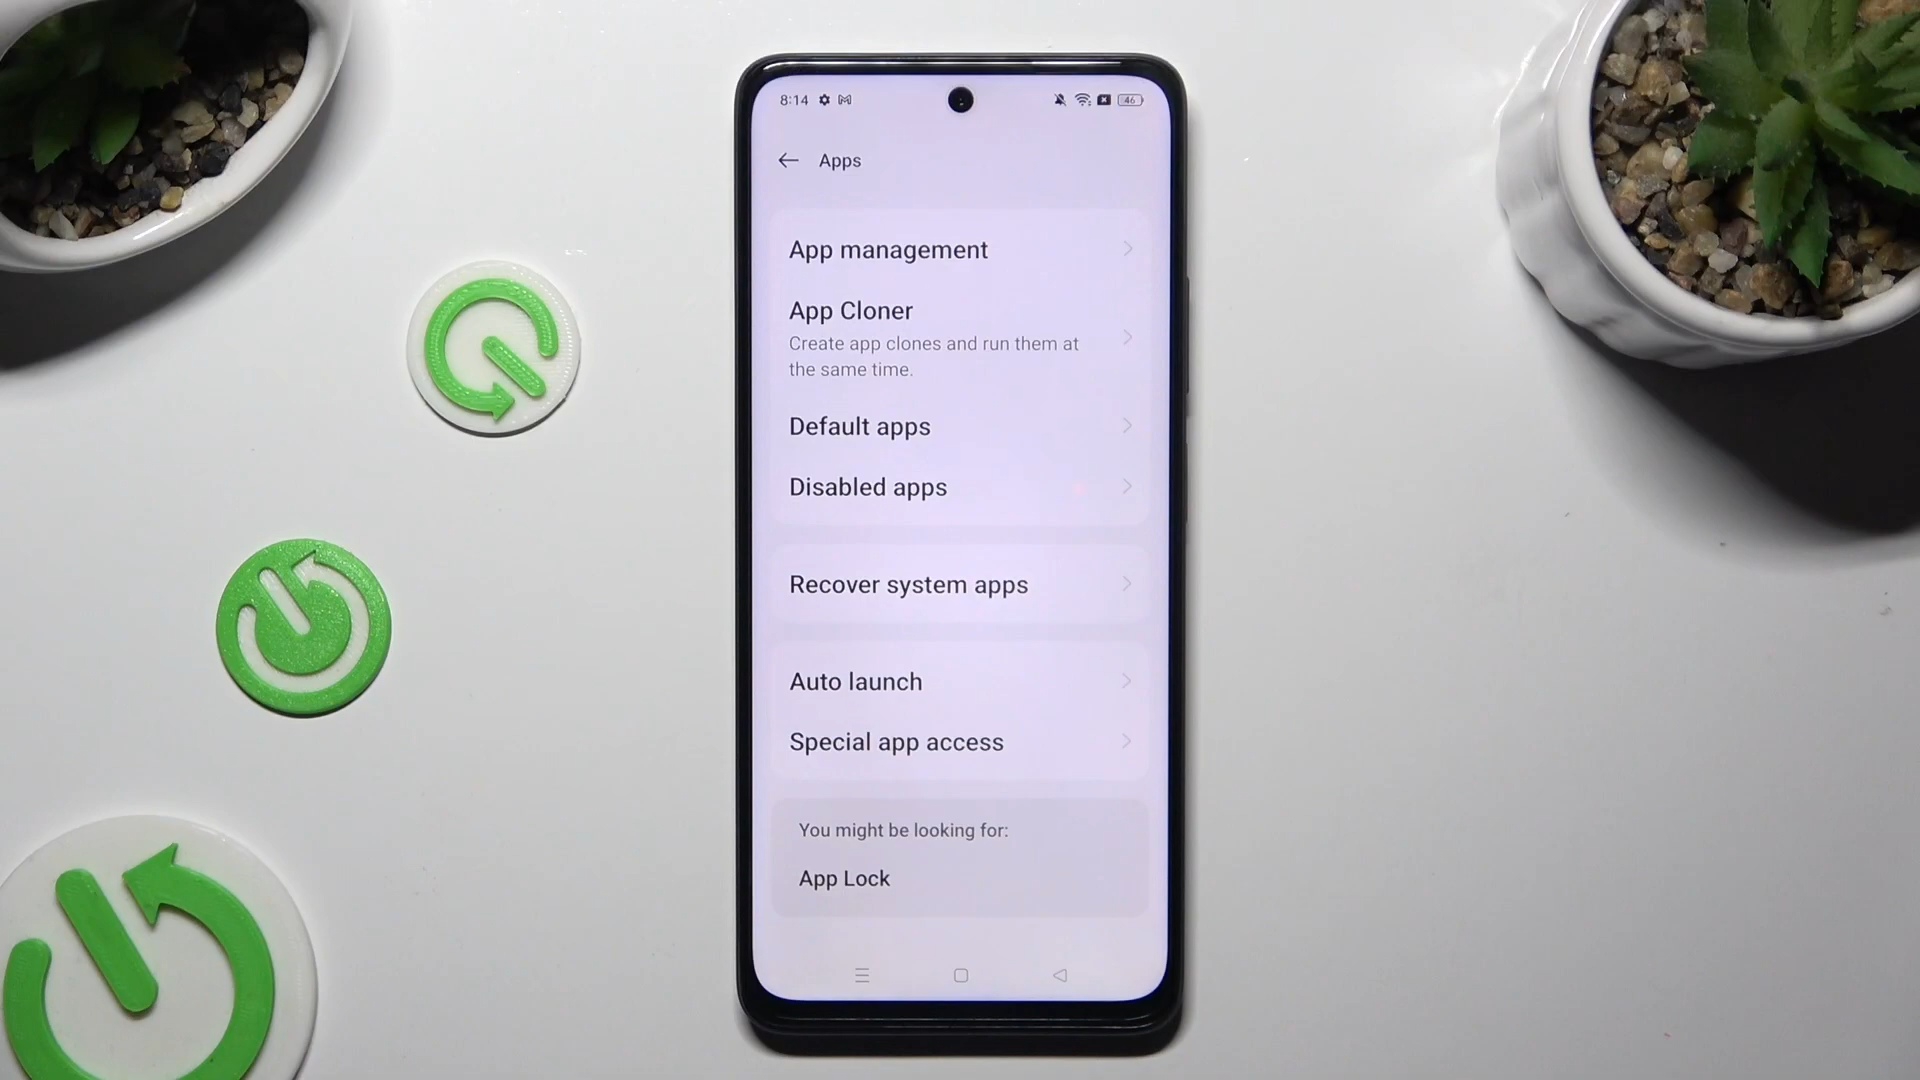 8:14
46
Apps
App management
App Cloner
Create app clones and run them at
the same time.
Default apps
Disabled apps
Recover system apps
Auto launch
Special app access
You might be looking for:
App Lock